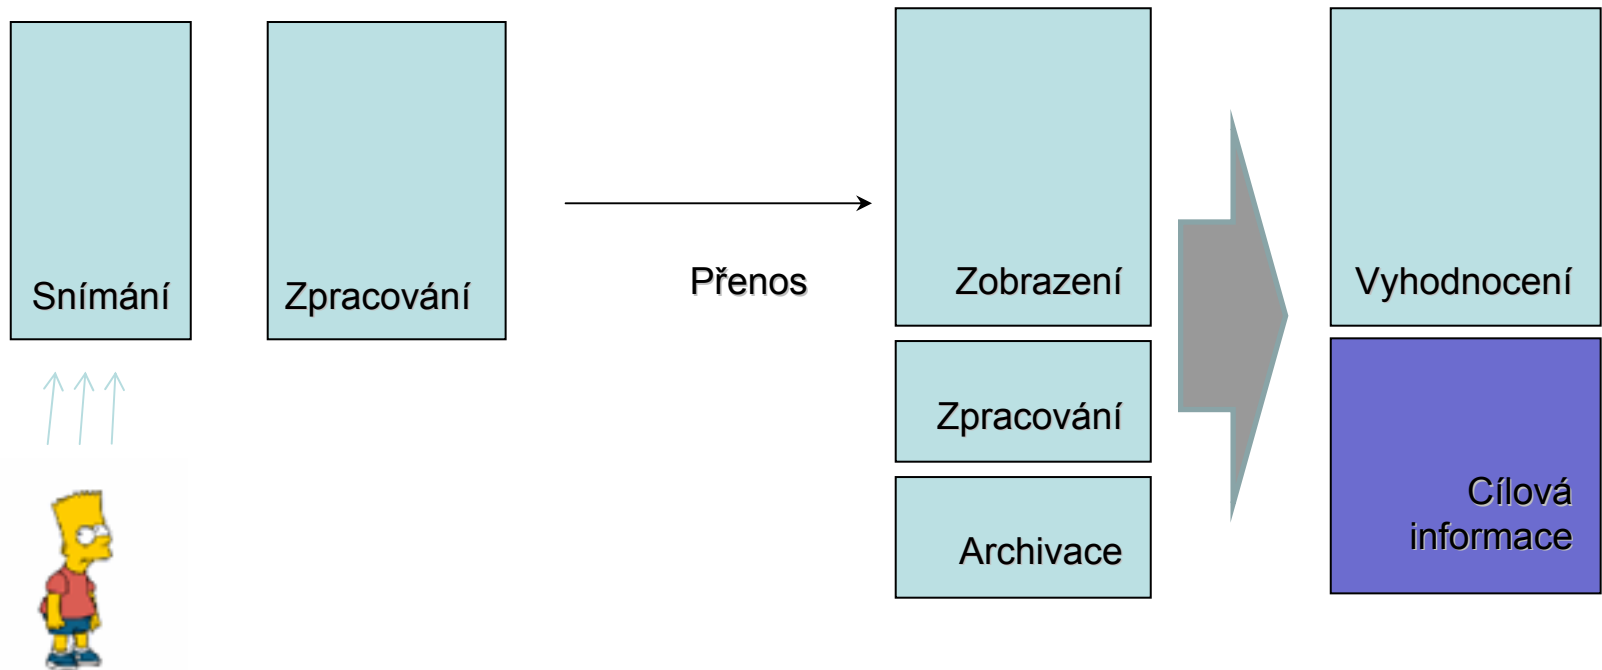 Snímání
Zpracování
Přenos
Zobrazení
Vyhodnocení
Zpracování
Archivace
Cílová
informace